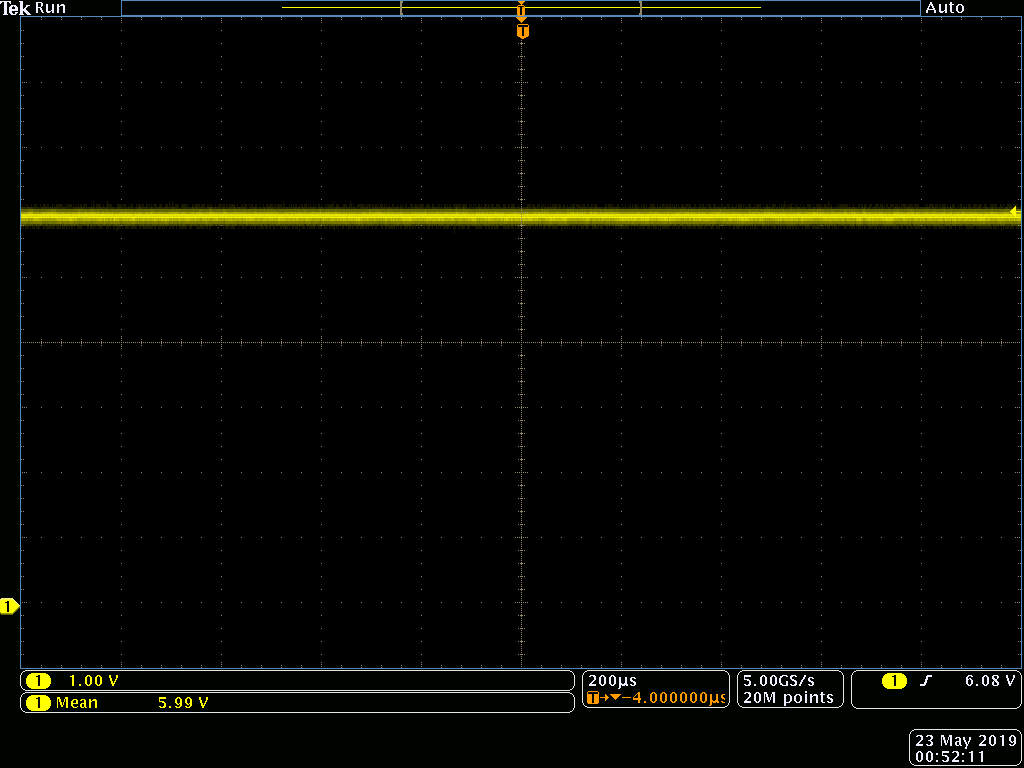 Tek Run Auto
T
T
1
1 1.00 V
1 Mean 5.99 V
200µs
T→▼−4.000000µs
5.00GS/s
20M points
1 ʃ 6.08 V
23 May 2019
00:52:11